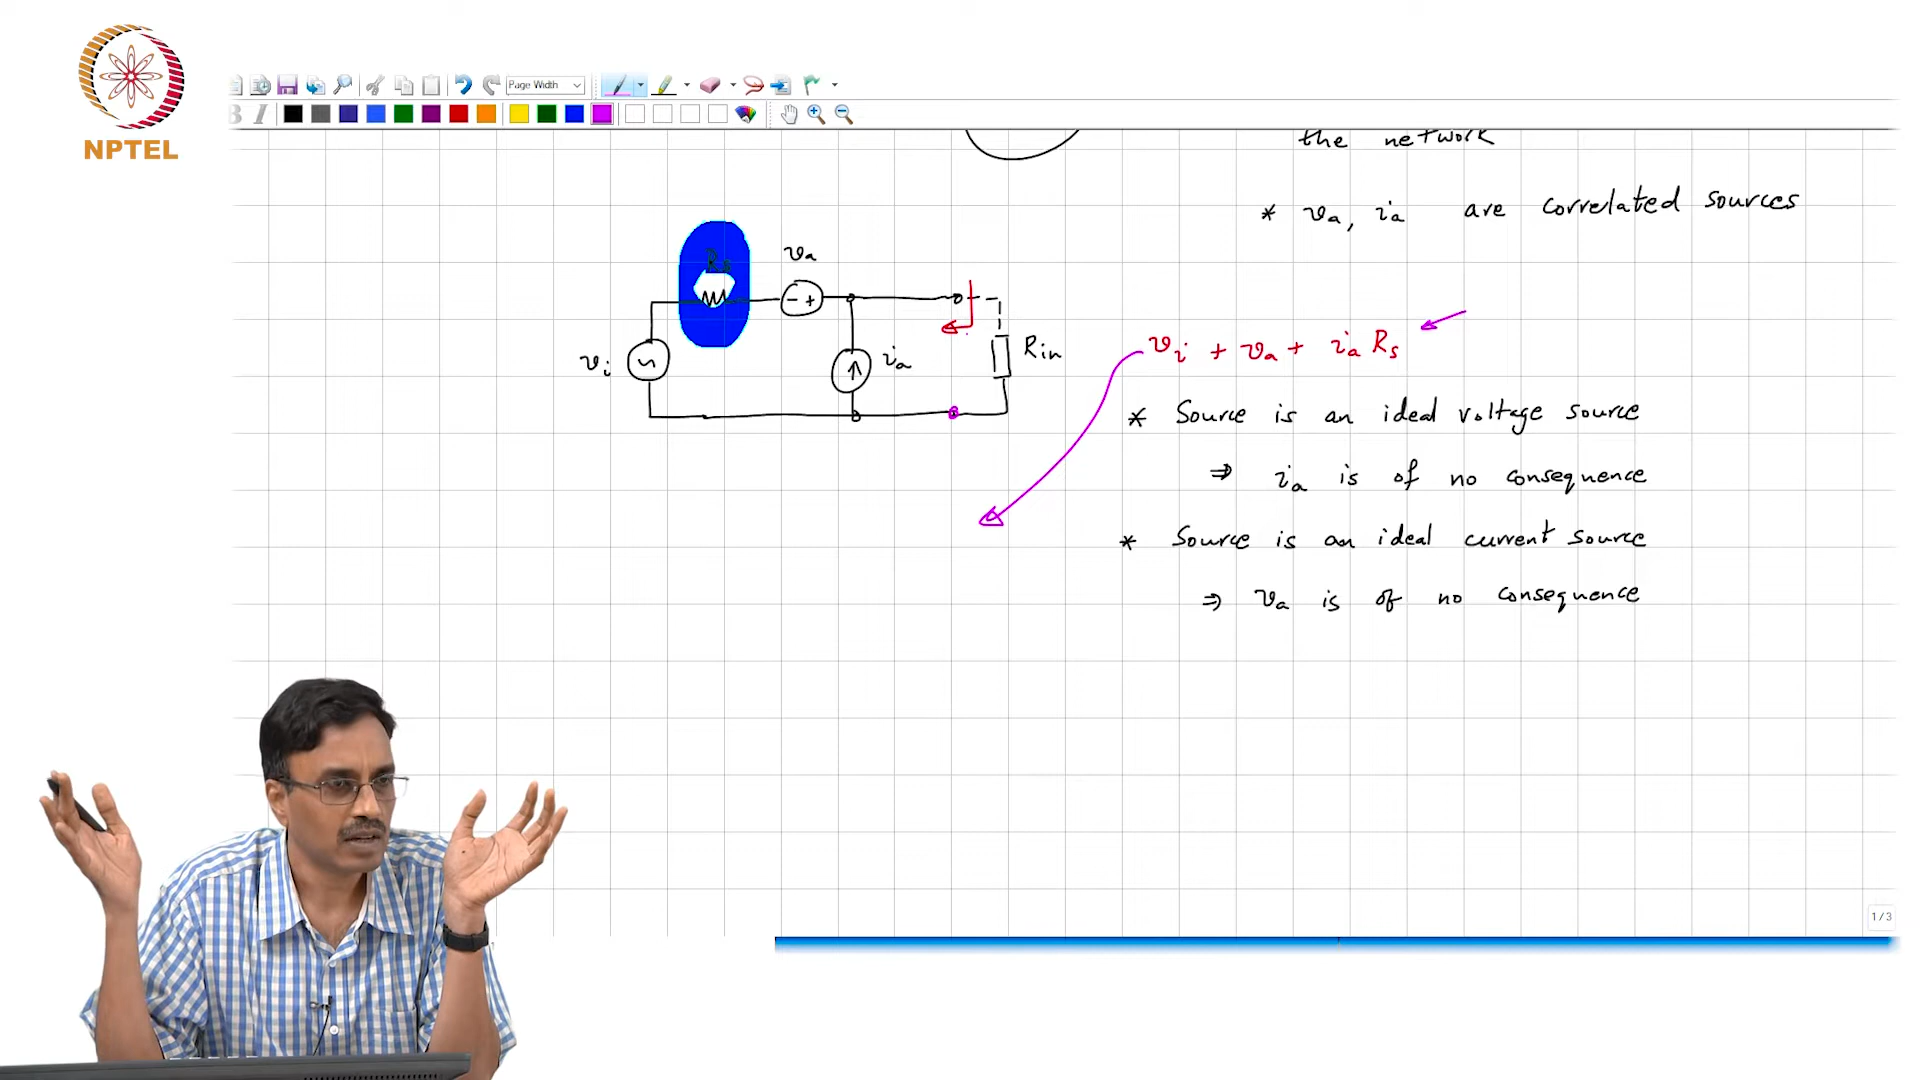 NPTEL
Page Width
B I
the network
* va, ia are correlated sources
Rs
va
vi
ia
Rin
vi + va + ia Rs
* Source is an ideal voltage source
⇒ ia is of no consequence
* Source is an ideal current source
⇒ va is of no consequence
1/3